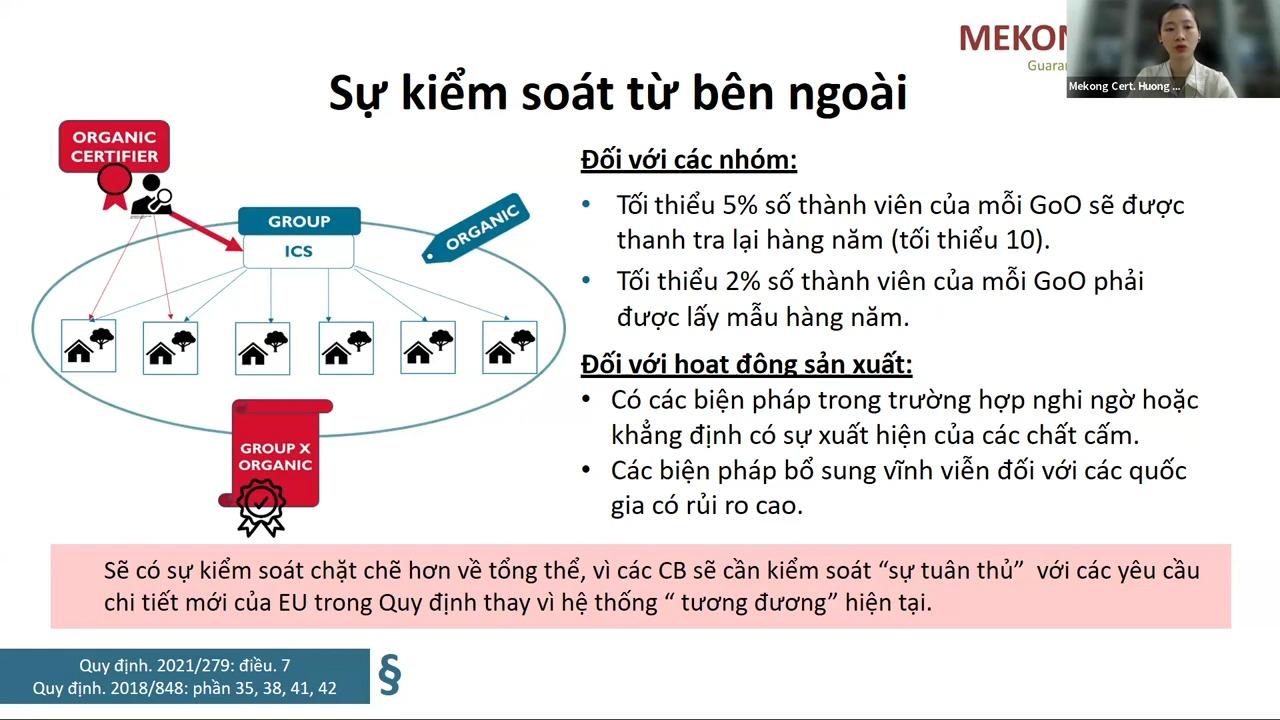 MEKON
Guaran
Mekong Cert. Huong ...
Sự kiểm soát từ bên ngoài
ORGANIC
CERTIFIER
GROUP
ICS
ORGANIC
GROUP X
ORGANIC
Đối với các nhóm:
• Tối thiểu 5% số thành viên của mỗi GoO sẽ được
thanh tra lại hàng năm (tối thiểu 10).
• Tối thiểu 2% số thành viên của mỗi GoO phải
được lấy mẫu hàng năm.
Đối với hoạt động sản xuất:
• Có các biện pháp trong trường hợp nghi ngờ hoặc
khẳng định có sự xuất hiện của các chất cấm.
• Các biện pháp bổ sung vĩnh viễn đối với các quốc
gia có rủi ro cao.
Sẽ có sự kiểm soát chặt chẽ hơn về tổng thể, vì các CB sẽ cần kiểm soát “sự tuân thủ” với các yêu cầu
chi tiết mới của EU trong Quy định thay vì hệ thống “ tương đương” hiện tại.
Quy định. 2021/279: điều. 7
Quy định. 2018/848: phần 35, 38, 41, 42
§